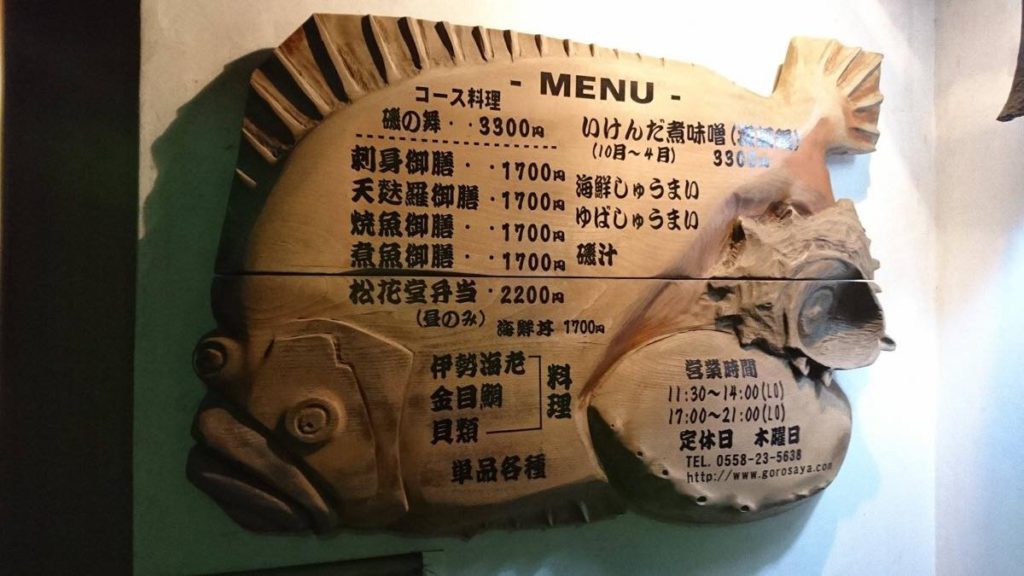 - MENU -
コース料理
磯の舞・・3300円
刺身御膳・1700円
天麩羅御膳・1700円
焼魚御膳・1700円
煮魚御膳・1700円
松花堂弁当・2200円
(昼のみ)
海鮮丼 1700円
いけんだ煮味噌(
(10月～4月) 3300円
海鮮しゅうまい
ゆばしゅうまい
磯汁
伊勢海老
金目鯛
貝類
料理
単品各種
営業時間
11:30～14:00(LO)
17:00～21:00(LO)
定休日 木曜日
TEL. 0558-23-5638
http://www.gorosaya.com